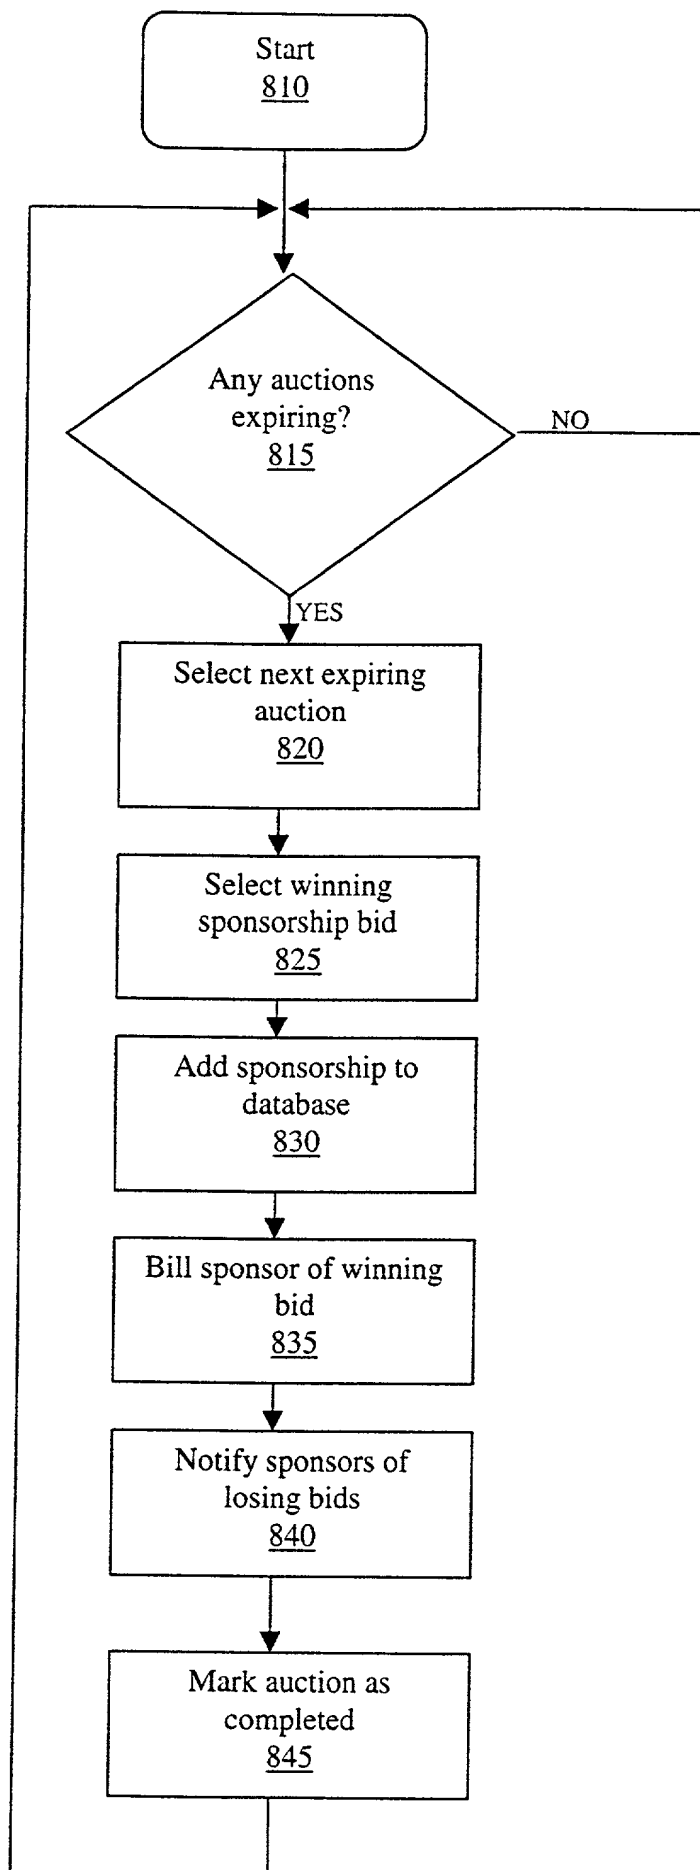 Start
810
Any auctions
expiring?
815
NO
YES
Select next expiring
auction
820
Select winning
sponsorship bid
825
Add sponsorship to
database
830
Bill sponsor of winning
bid
835
Notify sponsors of
losing bids
840
Mark auction as
completed
845